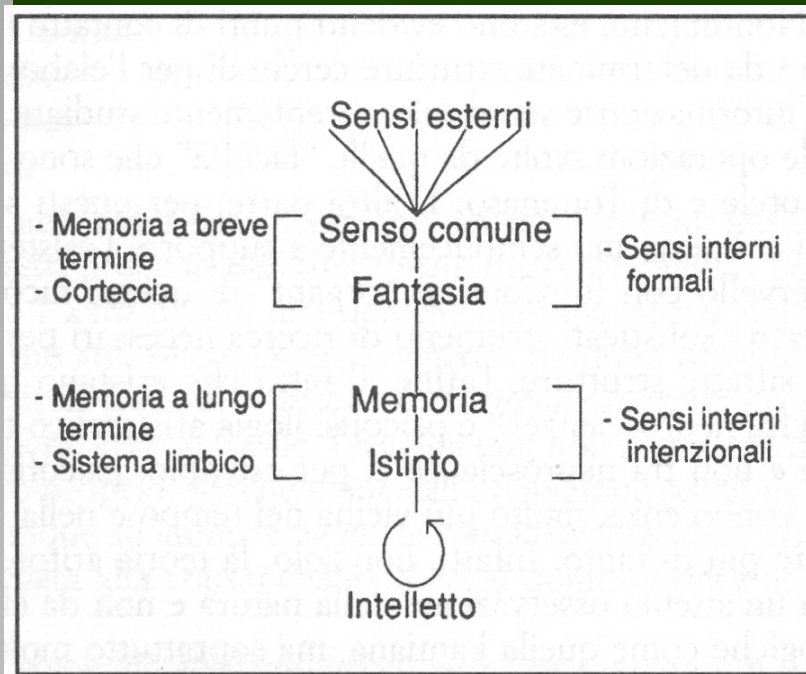 Sensi esterni
- Memoria a breve
termine
- Corteccia
Senso comune
Fantasia
- Sensi interni
formali
- Memoria a lungo
termine
- Sistema limbico
Memoria
Istinto
- Sensi interni
intenzionali
Intelletto